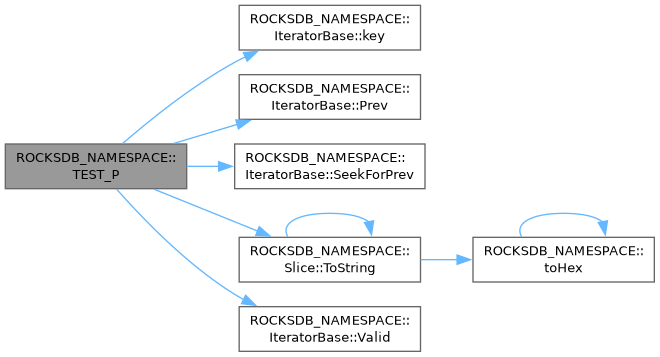 ROCKSDB_NAMESPACE::
TEST_P
ROCKSDB_NAMESPACE::
IteratorBase::key
ROCKSDB_NAMESPACE::
IteratorBase::Prev
ROCKSDB_NAMESPACE::
IteratorBase::SeekForPrev
ROCKSDB_NAMESPACE::
Slice::ToString
ROCKSDB_NAMESPACE::
toHex
ROCKSDB_NAMESPACE::
IteratorBase::Valid